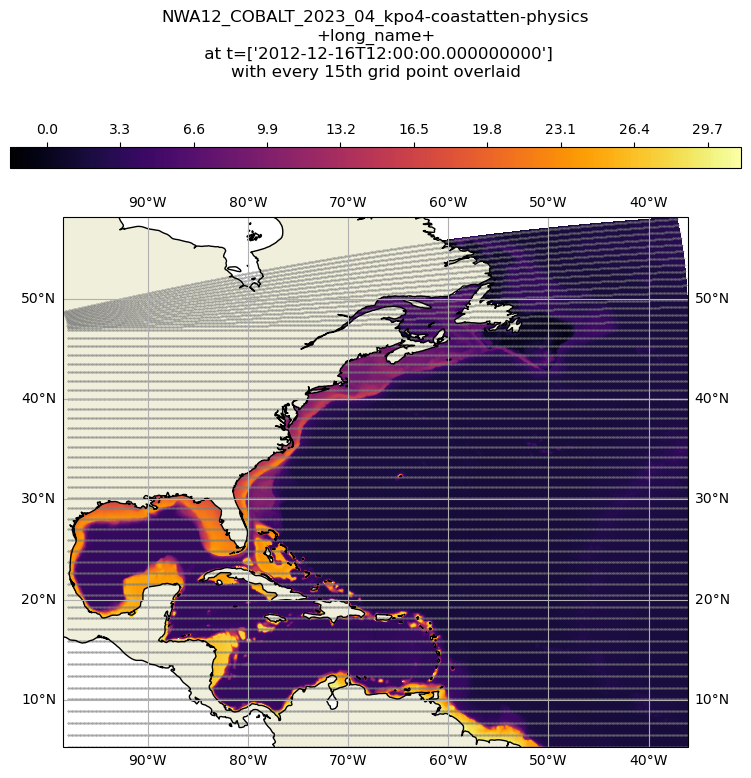 NWA12_COBALT_2023_04_kpo4-coastatten-physics
+long_name+
at t=['2012-12-16T12:00:00.000000000']
with every 15th grid point overlaid
0.0 3.3 6.6 9.9 13.2 16.5 19.8 23.1 26.4 29.7
90°W 80°W 70°W 60°W 50°W 40°W
50°N 50°N
40°N 40°N
30°N 30°N
20°N 20°N
10°N 10°N
90°W 80°W 70°W 60°W 50°W 40°W